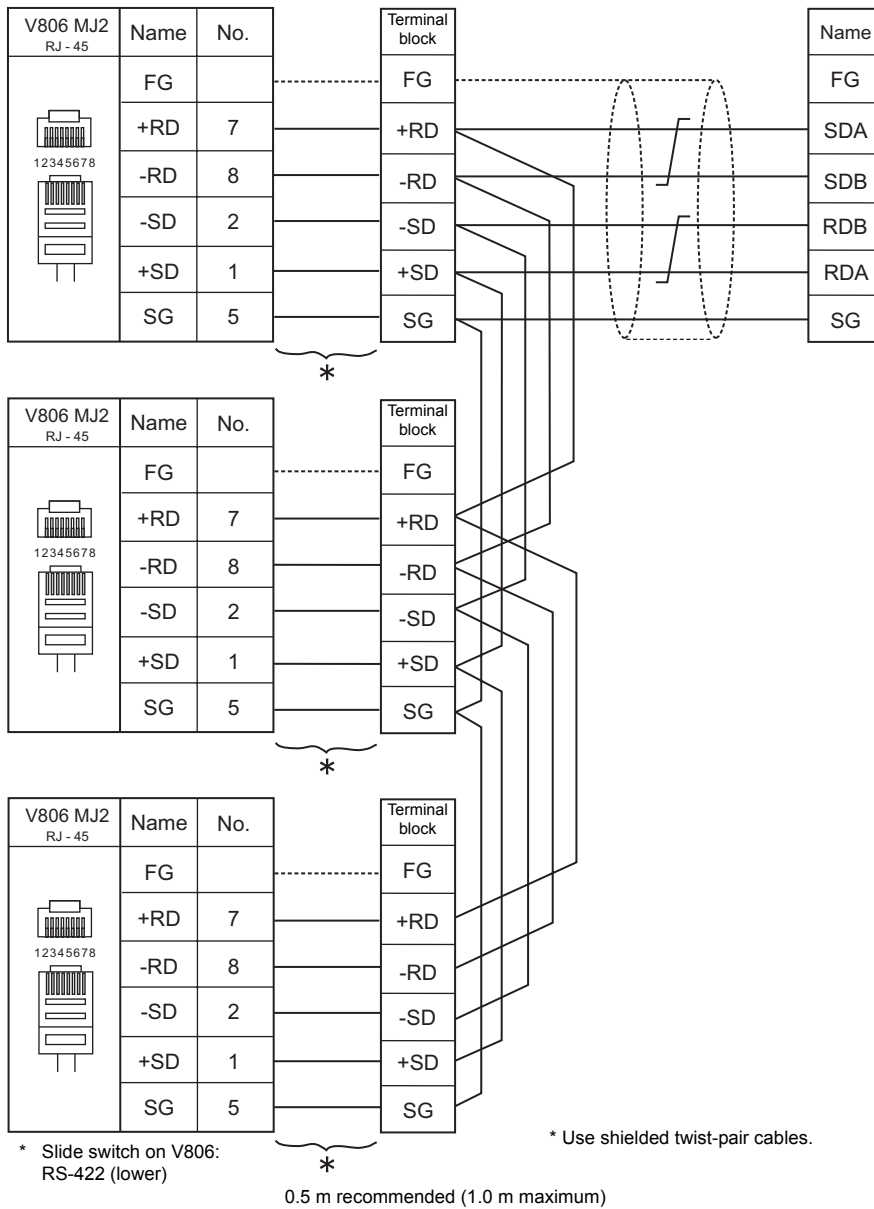 V806 MJ2 Name No. Terminal Name
RJ - 45 block
FG FG FG
+RD 7 +RD SDA
12345678
-RD 8 -RD SDB
-SD 2 -SD RDB
+SD 1 +SD RDA
SG 5 SG SG
*
V806 MJ2 Name No. Terminal
RJ - 45 block
FG FG
+RD 7 +RD
12345678
-RD 8 -RD
-SD 2 -SD
+SD 1 +SD
SG 5 SG
*
V806 MJ2 Name No. Terminal
RJ - 45 block
FG FG
+RD 7 +RD
12345678
-RD 8 -RD
-SD 2 -SD
+SD 1 +SD
SG 5 SG
* Slide switch on V806:
RS-422 (lower)
*
* Use shielded twist-pair cables.
0.5 m recommended (1.0 m maximum)